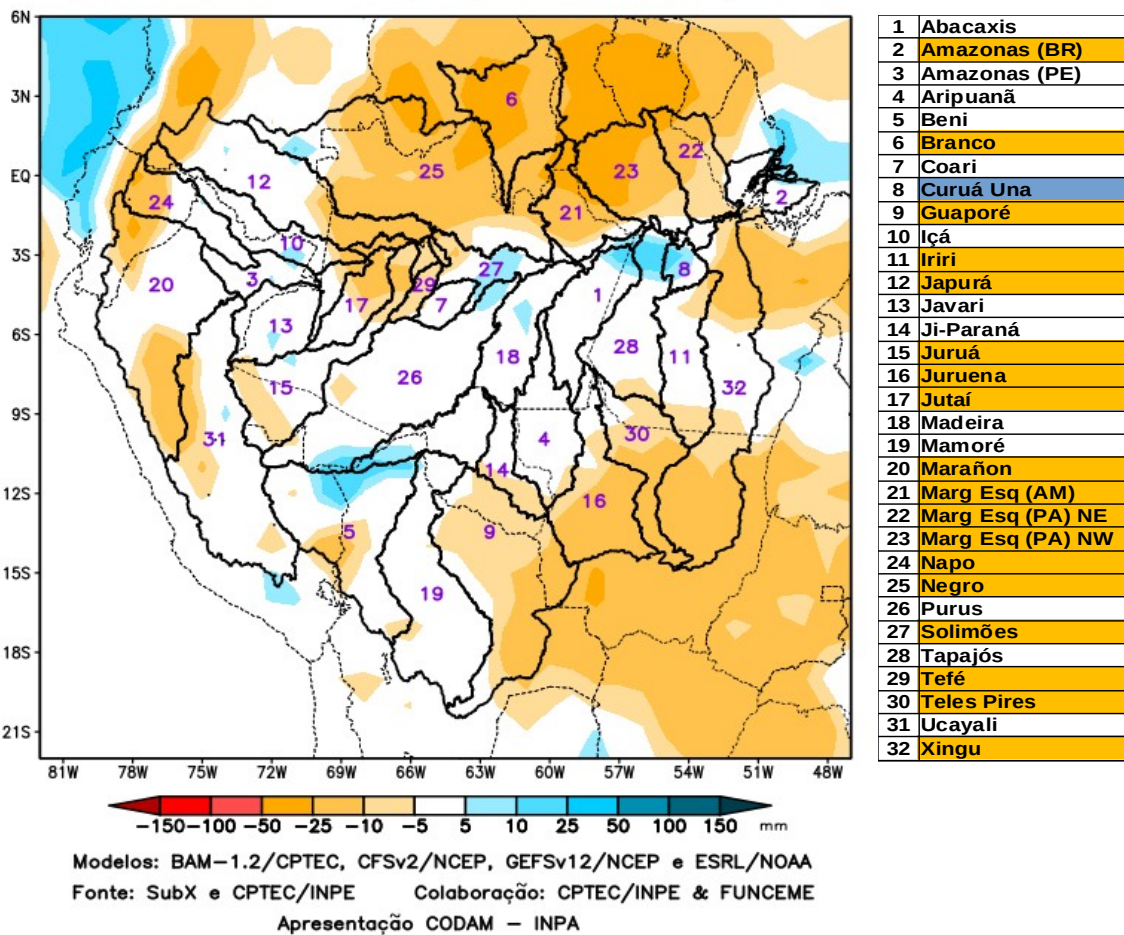 6N
3N
EQ
3S
6S
9S
12S
15S
18S
21S
81W 78W 75W 72W 69W 66W 63W 60W 57W 54W 51W 48W
6
25
23
22
2
12
24
21
10
27
8
20
3
29
17
7
1
13
18
28
11
15
26
32
31
30
4
14
16
5
9
19
1 Abacaxis
2 Amazonas (BR)
3 Amazonas (PE)
4 Aripuanã
5 Beni
6 Branco
7 Coari
8 Curuá Una
9 Guaporé
10 Içá
11 Iriri
12 Japurá
13 Javari
14 Ji-Paraná
15 Juruá
16 Juruena
17 Jutaí
18 Madeira
19 Mamoré
20 Marañon
21 Marg Esq (AM)
22 Marg Esq (PA) NE
23 Marg Esq (PA) NW
24 Napo
25 Negro
26 Purus
27 Solimões
28 Tapajós
29 Tefé
30 Teles Pires
31 Ucayali
32 Xingu
-150 -100 -50 -25 -10 -5 5 10 25 50 100 150 mm
Modelos: BAM-1.2/CPTEC, CFSv2/NCEP, GEFSv12/NCEP e ESRL/NOAA
Fonte: SubX e CPTEC/INPE Colaboração: CPTEC/INPE & FUNCEME
Apresentação CODAM - INPA